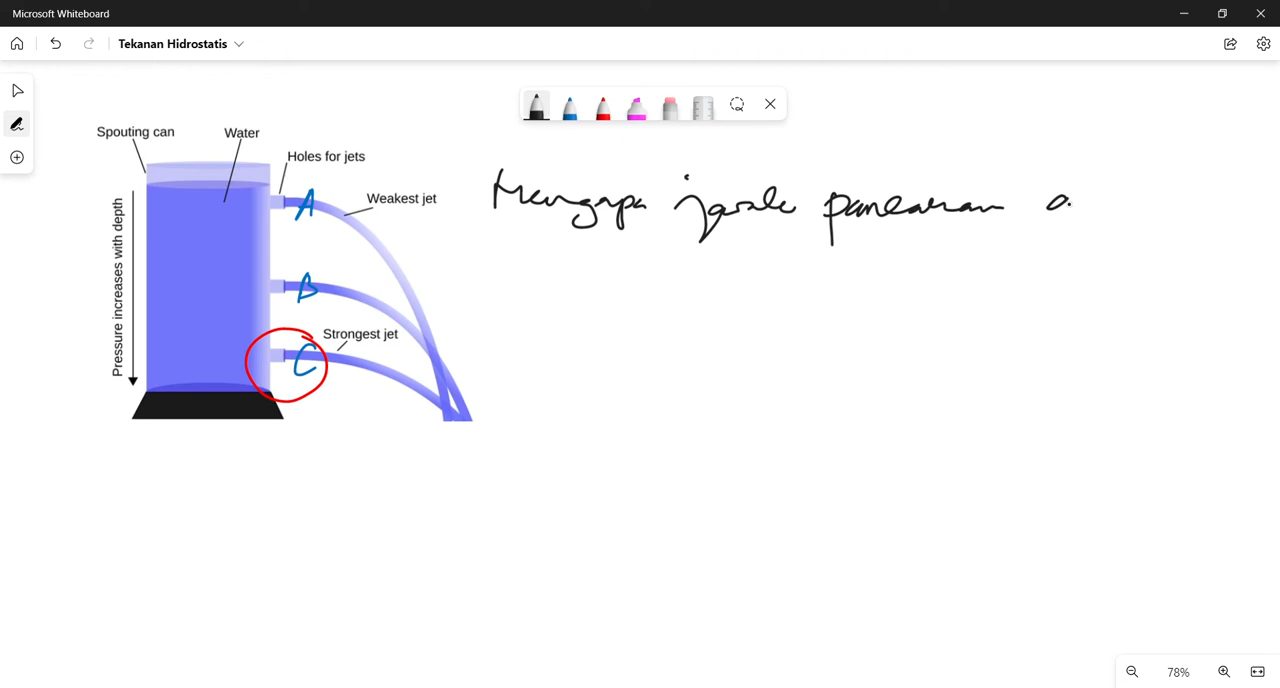 Microsoft Whiteboard
Tekanan Hidrostatis
Spouting can
Water
Holes for jets
Weakest jet
A
Pressure increases with depth
B
Strongest jet
C
Mengapa jarak pancaran a
78%